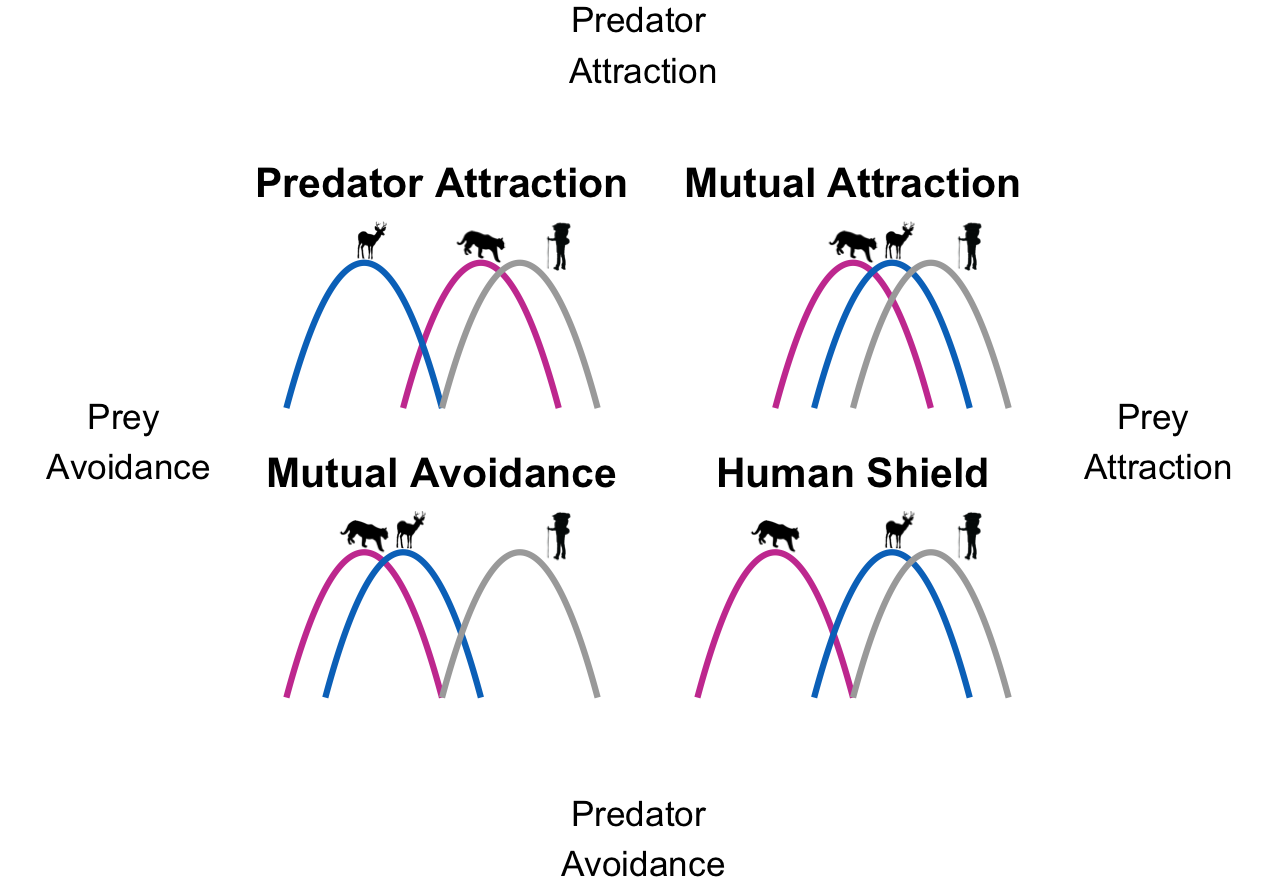 Predator
Attraction
Predator Attraction
Mutual Attraction
Prey
Avoidance
Prey
Attraction
Mutual Avoidance
Human Shield
Predator
Avoidance